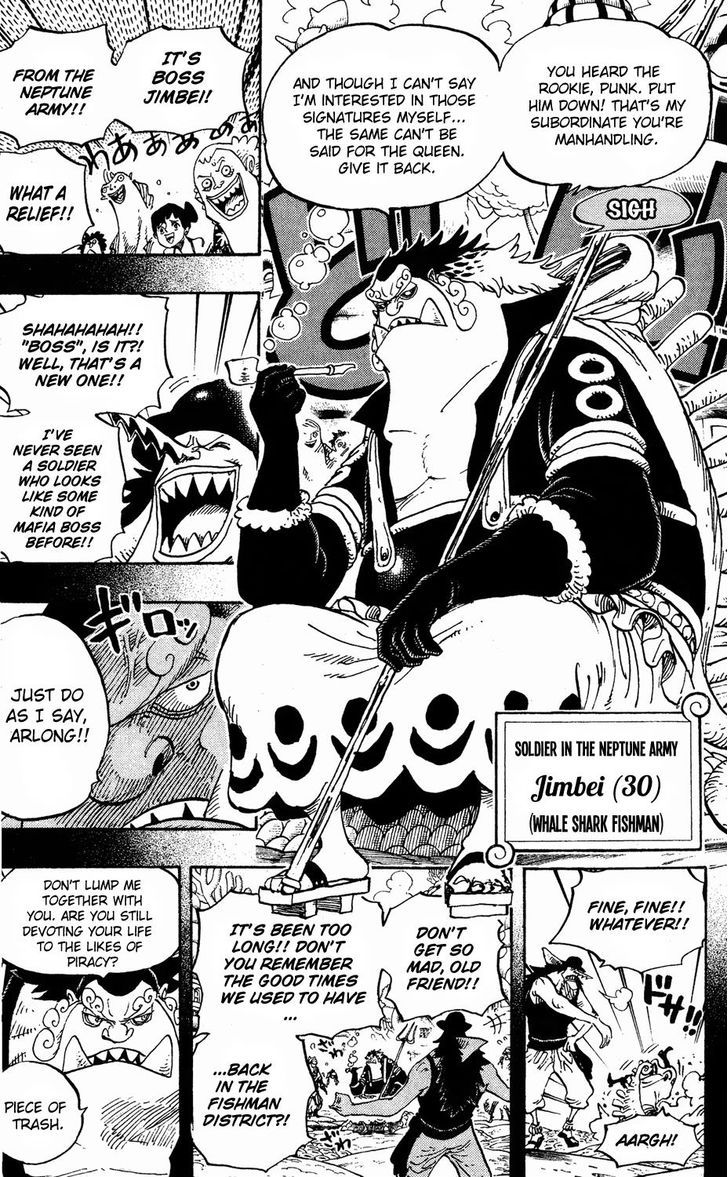 YOU HEARD THE
ROOKIE, PUNK. PUT
HIM DOWN! THAT'S MY
SUBORDINATE YOU'RE
MANHANDLING.
AND THOUGH I CAN'T SAY
I'M INTERESTED IN THOSE
SIGNATURES MYSELF...
THE SAME CAN'T BE
SAID FOR THE QUEEN.
GIVE IT BACK.
SIGH
IT'S
BOSS
JIMBEI!
FROM THE
NEPTUNE
ARMY!!
わあぁぁぁ
WHAT A
RELIEF!!
SHAHAHAHAH!!
"BOSS", IS IT?!
WELL, THAT'S A
NEW ONE!!
I'VE
NEVER SEEN
A SOLDIER
WHO LOOKS
LIKE SOME
KIND OF
MAFIA BOSS
BEFORE!!
ギロッ
JUST DO
AS I SAY,
ARLONG!!
SOLDIER IN THE NEPTUNE ARMY
Jimbei (30)
(WHALE SHARK FISHMAN)
FINE, FINE!!
WHATEVER!!
ドサ!!
AARGH!
DON'T
GET SO
MAD, OLD
FRIEND!!
IT'S BEEN TOO
LONG!! DON'T
YOU REMEMBER
THE GOOD TIMES
WE USED TO HAVE
...
...BACK
IN THE
FISHMAN
DISTRICT?!
DON'T LUMP ME
TOGETHER WITH
YOU. ARE YOU STILL
DEVOTING YOUR LIFE
TO THE LIKES OF
PIRACY?
PIECE OF
TRASH.